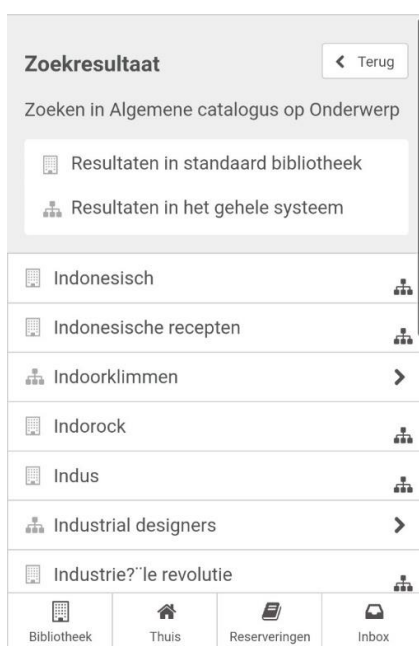 Zoekresultaat
Terug
Zoeken in Algemene catalogus op Onderwerp
Resultaten in standaard bibliotheek
Resultaten in het gehele systeem
Indonesisch
Indonesische recepten
Indoorklimmen
Indorock
Indus
Industrial designers
Industrie?¨le revolutie
Bibliotheek
Thuis
Reserveringen
Inbox